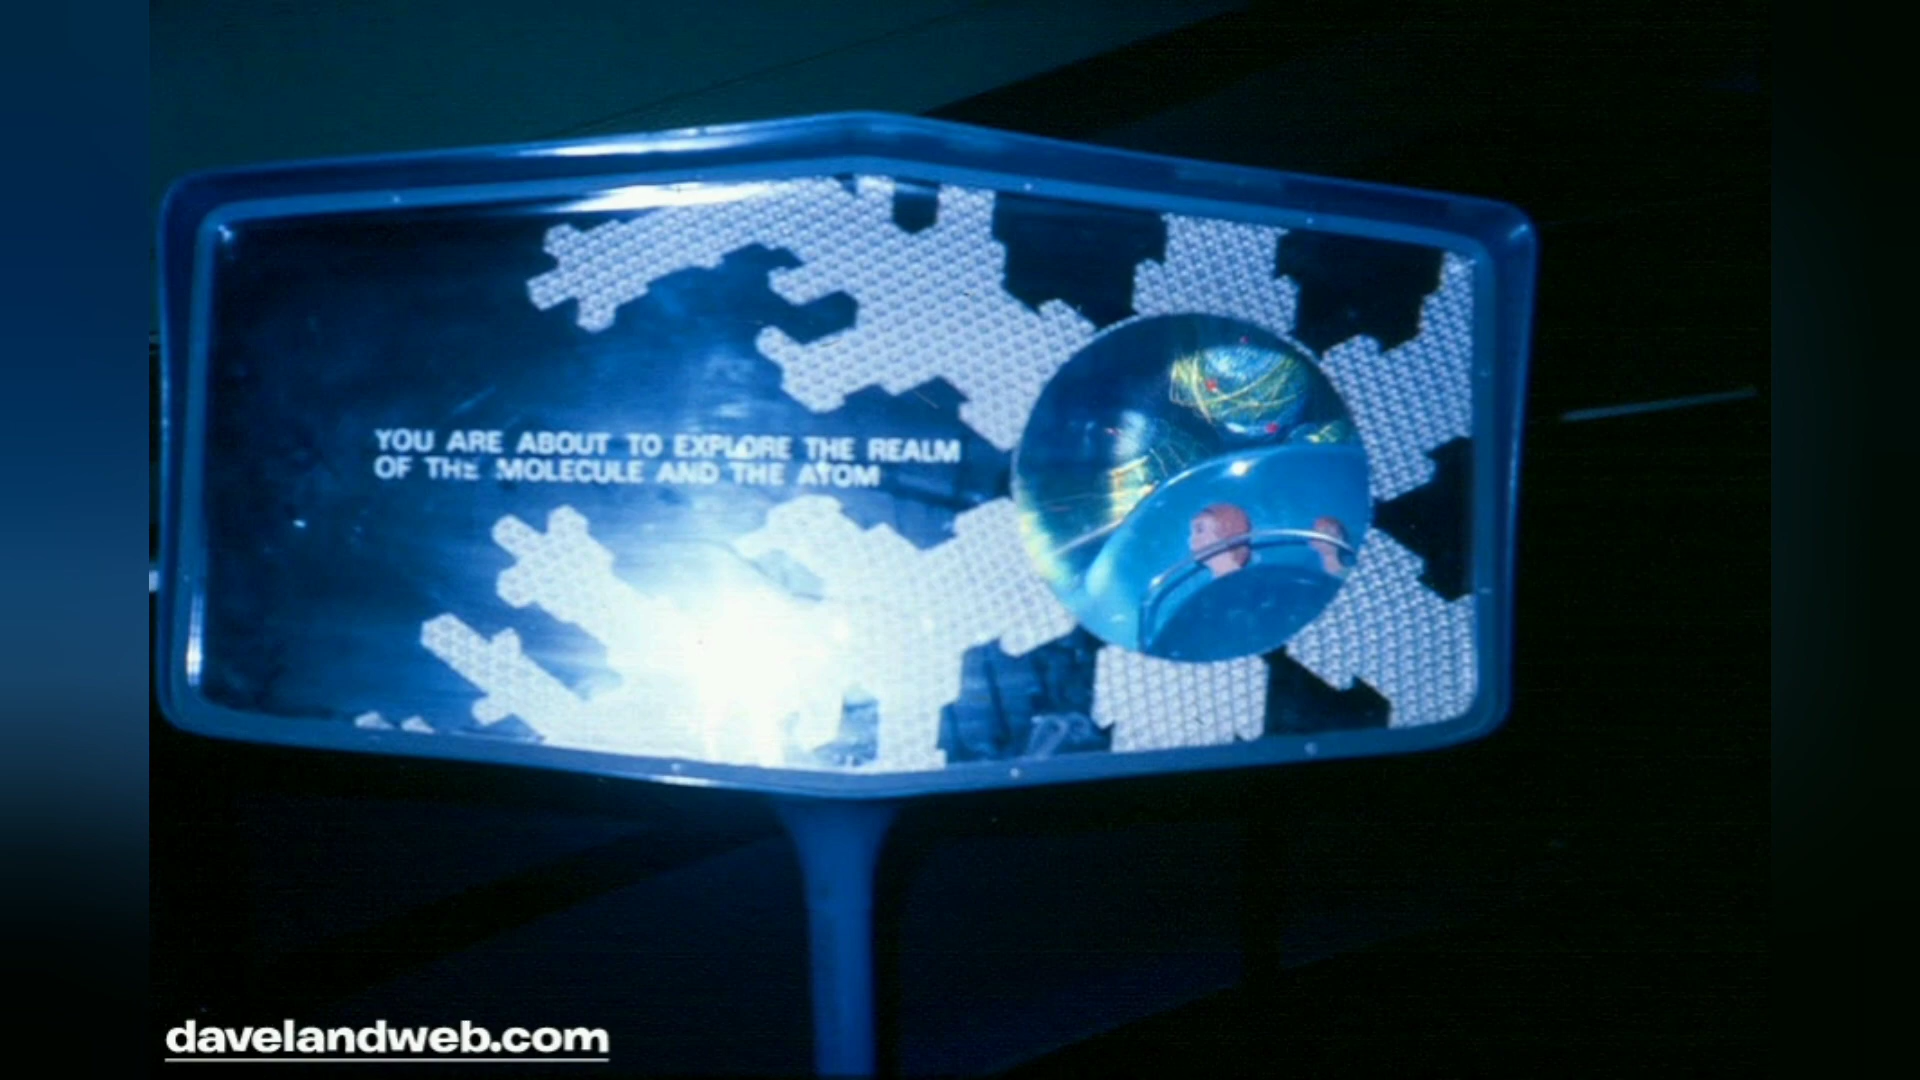 YOU ARE ABOUT TO EXPLORE THE REALM
OF THE MOLECULE AND THE ATOM
davelandweb.com